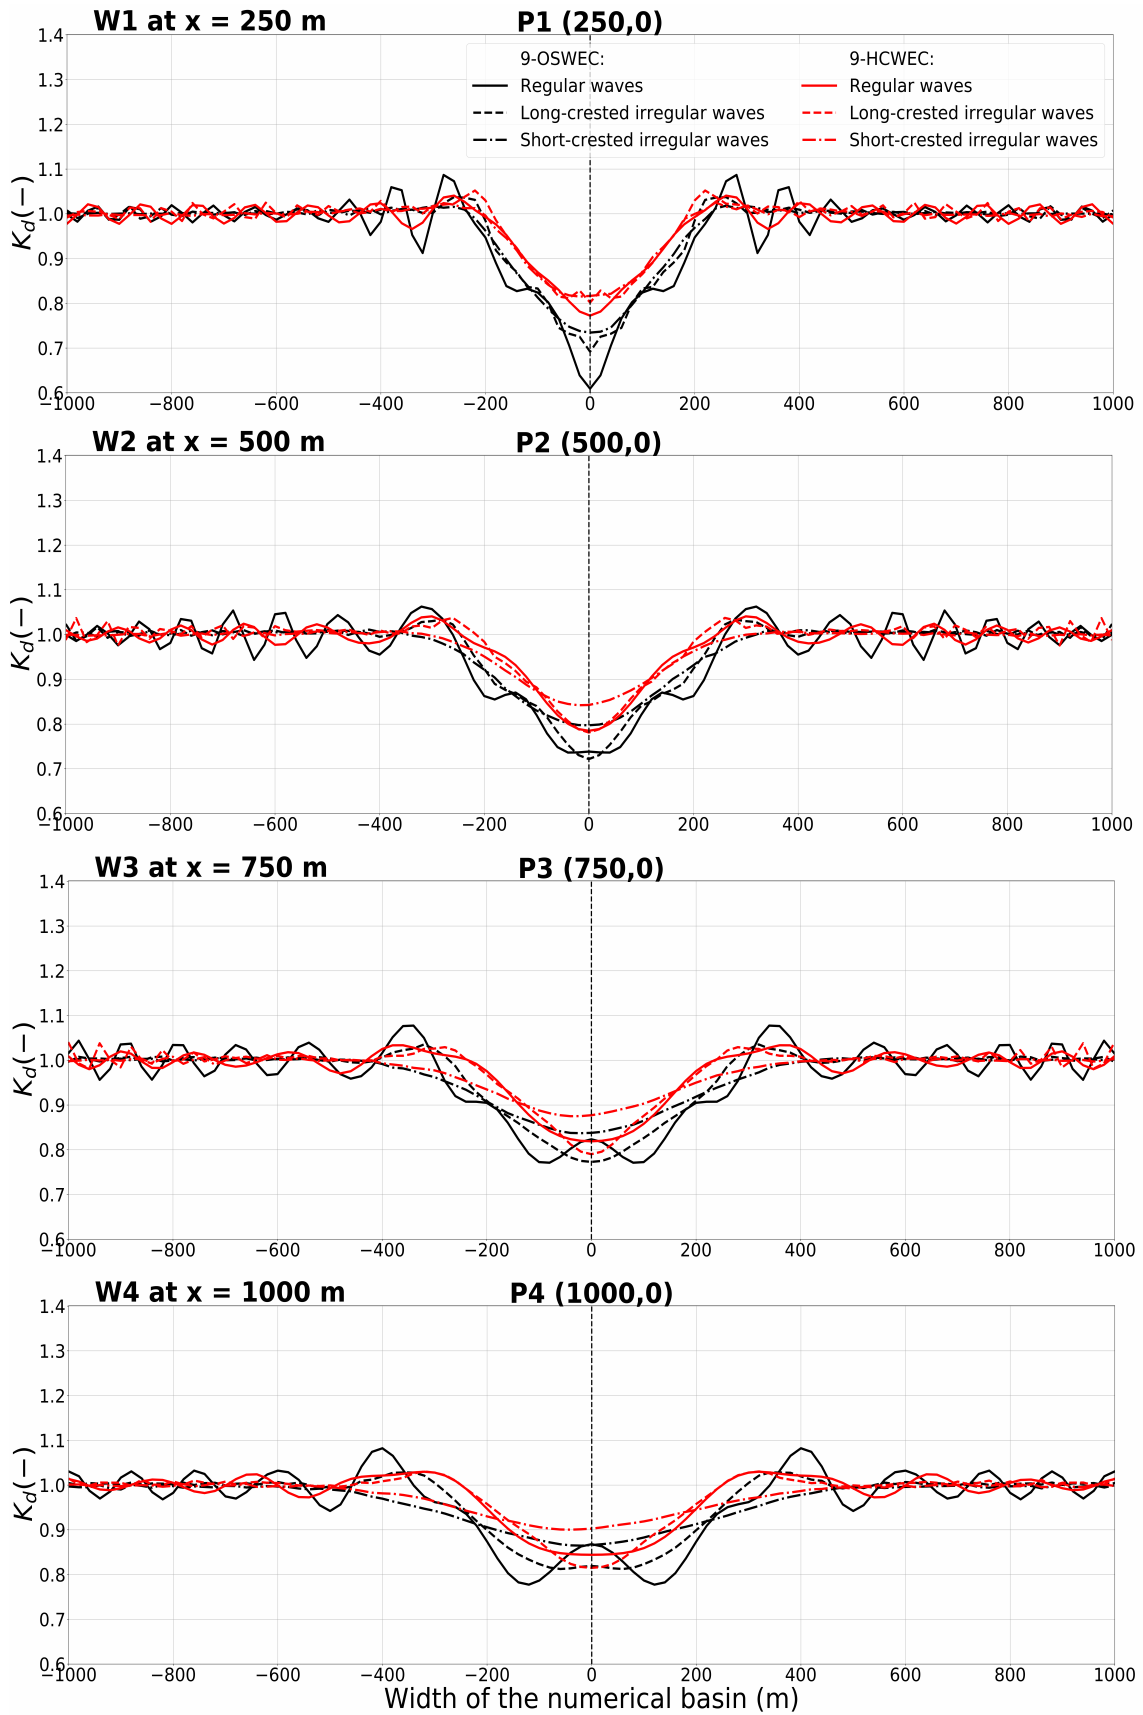 W1 at x = 250 m P1 (250,0)
9-OSWEC: 9-HCWEC:
Regular waves Regular waves
Long-crested irregular waves Long-crested irregular waves
Short-crested irregular waves Short-crested irregular waves
1.4
1.3
1.2
1.1
1.0
0.9
0.8
0.7
0.6
K_d(−)
−1000 −800 −600 −400 −200 0 200 400 600 800 1000
W2 at x = 500 m P2 (500,0)
1.4
1.3
1.2
1.1
1.0
0.9
0.8
0.7
0.6
K_d(−)
−1000 −800 −600 −400 −200 0 200 400 600 800 1000
W3 at x = 750 m P3 (750,0)
1.4
1.3
1.2
1.1
1.0
0.9
0.8
0.7
0.6
K_d(−)
−1000 −800 −600 −400 −200 0 200 400 600 800 1000
W4 at x = 1000 m P4 (1000,0)
1.4
1.3
1.2
1.1
1.0
0.9
0.8
0.7
0.6
K_d(−)
−1000 −800 −600 −400 −200 0 200 400 600 800 1000
Width of the numerical basin (m)